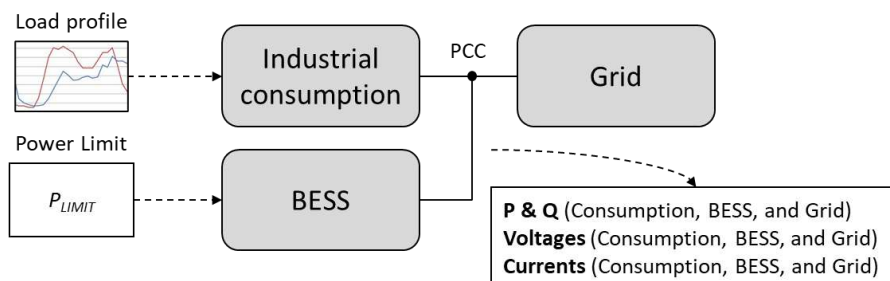 Load profile
Industrial
consumption
PCC
Grid
Power Limit
P_LIMIT
BESS
P & Q (Consumption, BESS, and Grid)
Voltages (Consumption, BESS, and Grid)
Currents (Consumption, BESS, and Grid)